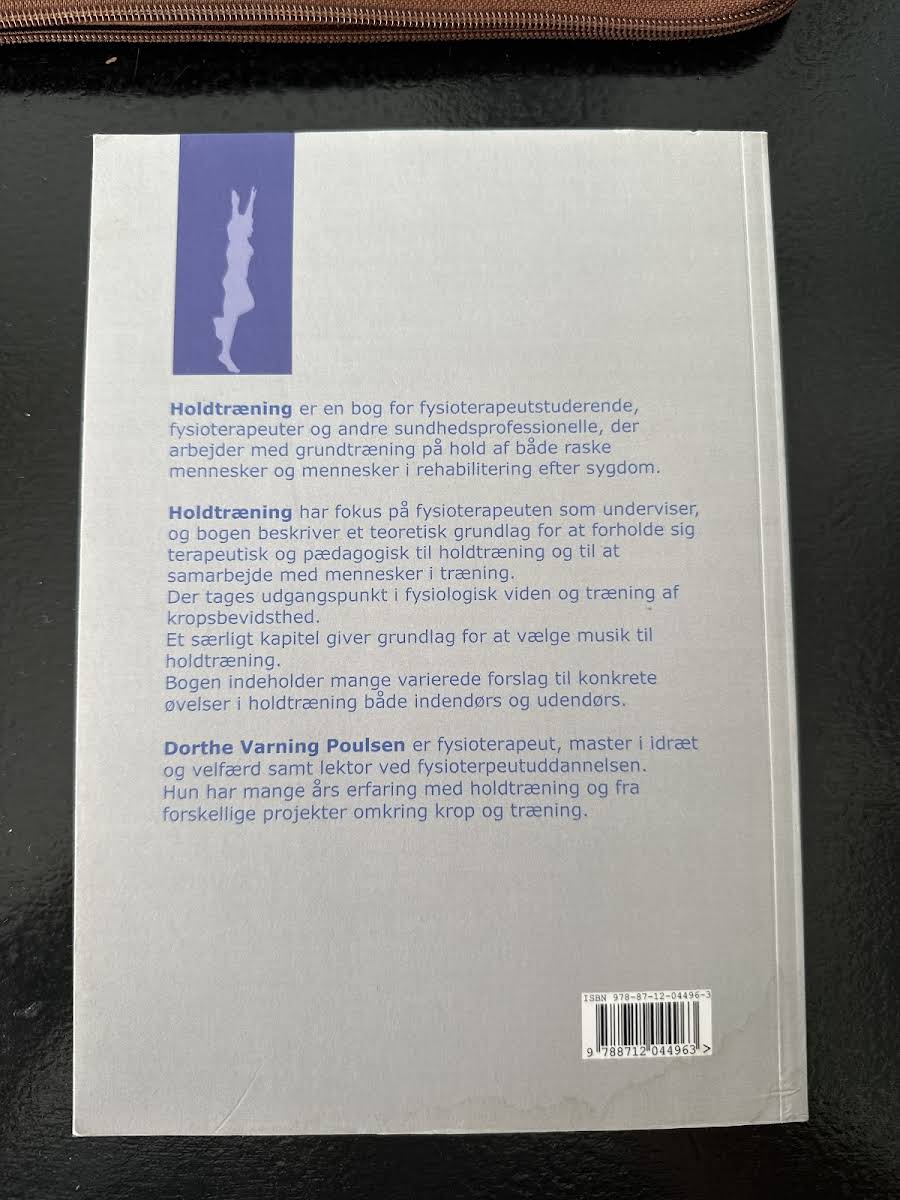 Holdtræning er en bog for fysioterapeutstuderende,
fysioterapeuter og andre sundhedsprofessionelle, der
arbejder med grundtræning på hold af både raske
mennesker og mennesker i rehabilitering efter sygdom.
Holdtræning har fokus på fysioterapeuten som underviser,
og bogen beskriver et teoretisk grundlag for at forholde sig
terapeutisk og pædagogisk til holdtræning og til at
samarbejde med mennesker i træning.
Der tages udgangspunkt i fysiologisk viden og træning af
kropsbevidsthed.
Et særligt kapitel giver grundlag for at vælge musik til
holdtræning.
Bogen indeholder mange varierede forslag til konkrete
øvelser i holdtræning både indendørs og udendørs.
Dorthe Varning Poulsen er fysioterapeut, master i idræt
og velfærd samt lektor ved fysioterpeutuddannelsen.
Hun har mange års erfaring med holdtræning og fra
forskellige projekter omkring krop og træning.
ISBN 978-87-12-04496-3
9 788712 044963 >